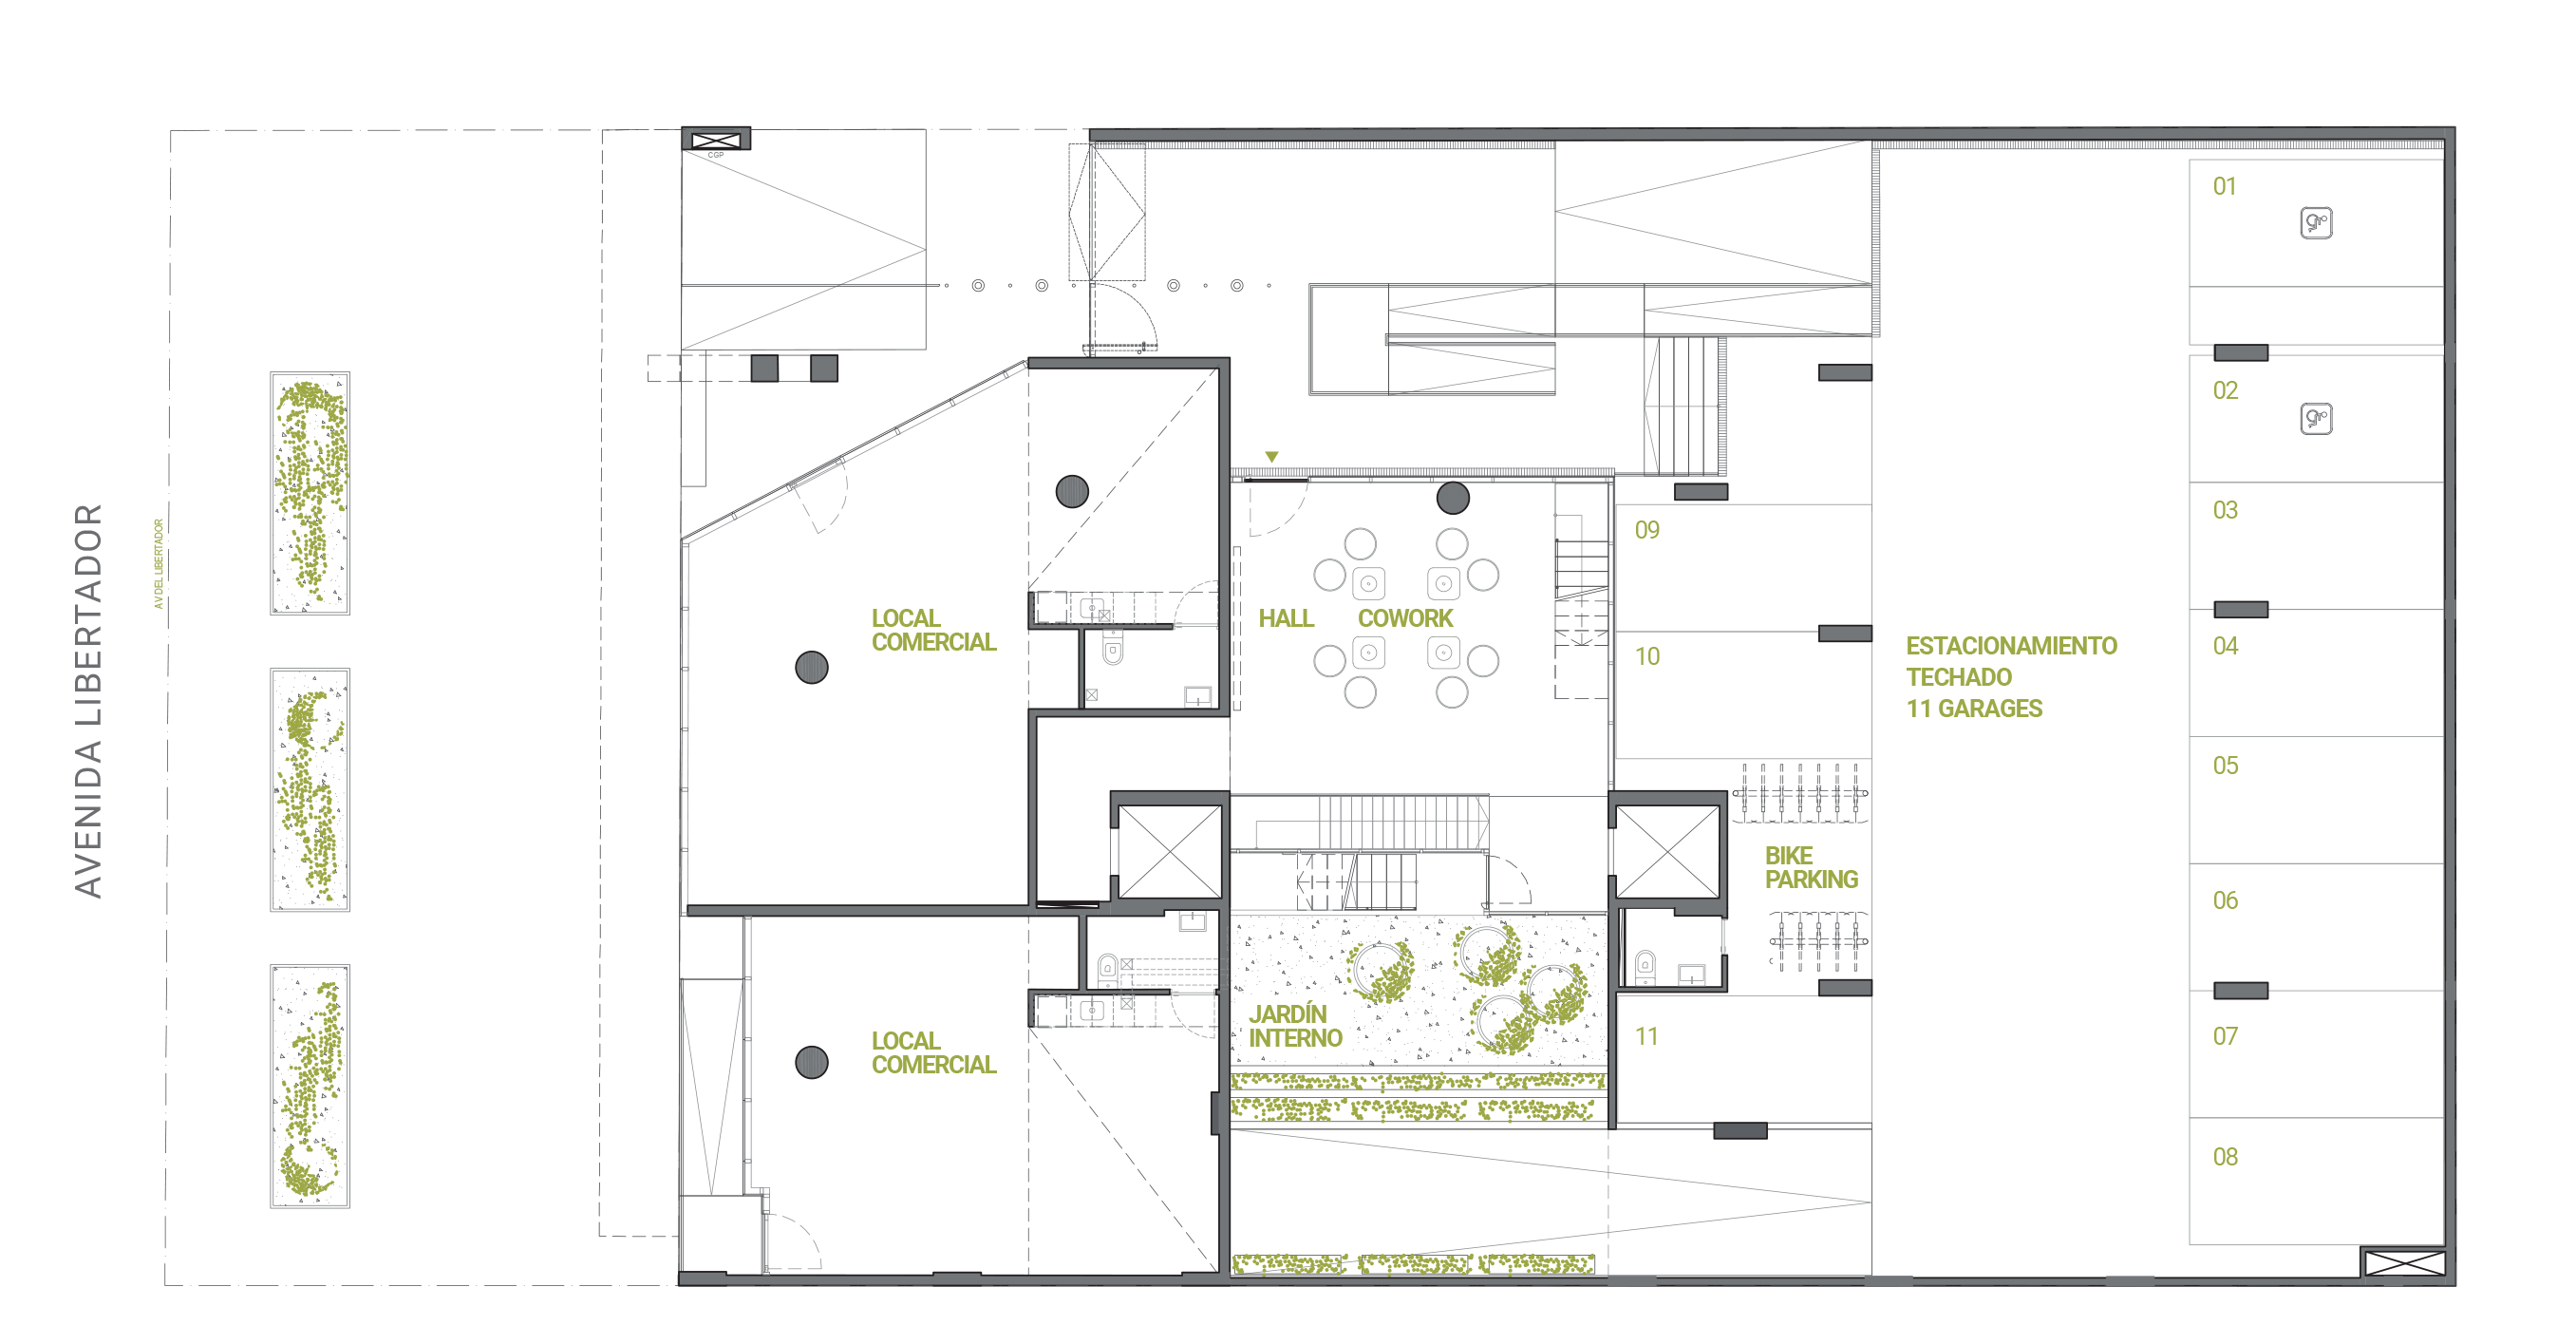 AVENIDA LIBERTADOR
AV DEL LIBERTADOR
CGP
LOCAL
COMERCIAL
LOCAL
COMERCIAL
HALL
COWORK
JARDÍN
INTERNO
09
10
11
BIKE
PARKING
ESTACIONAMIENTO
TECHADO
11 GARAGES
01
02
03
04
05
06
07
08